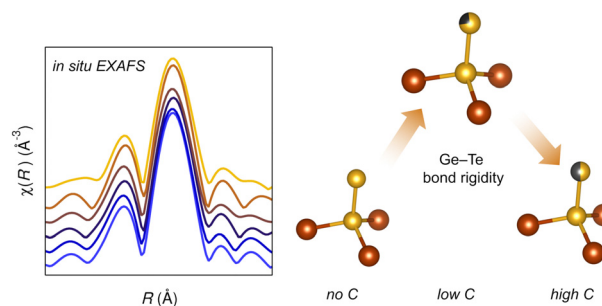 in situ EXAFS
χ(R) (Å⁻³)
R (Å)
Ge–Te
bond rigidity
no C
low C
high C